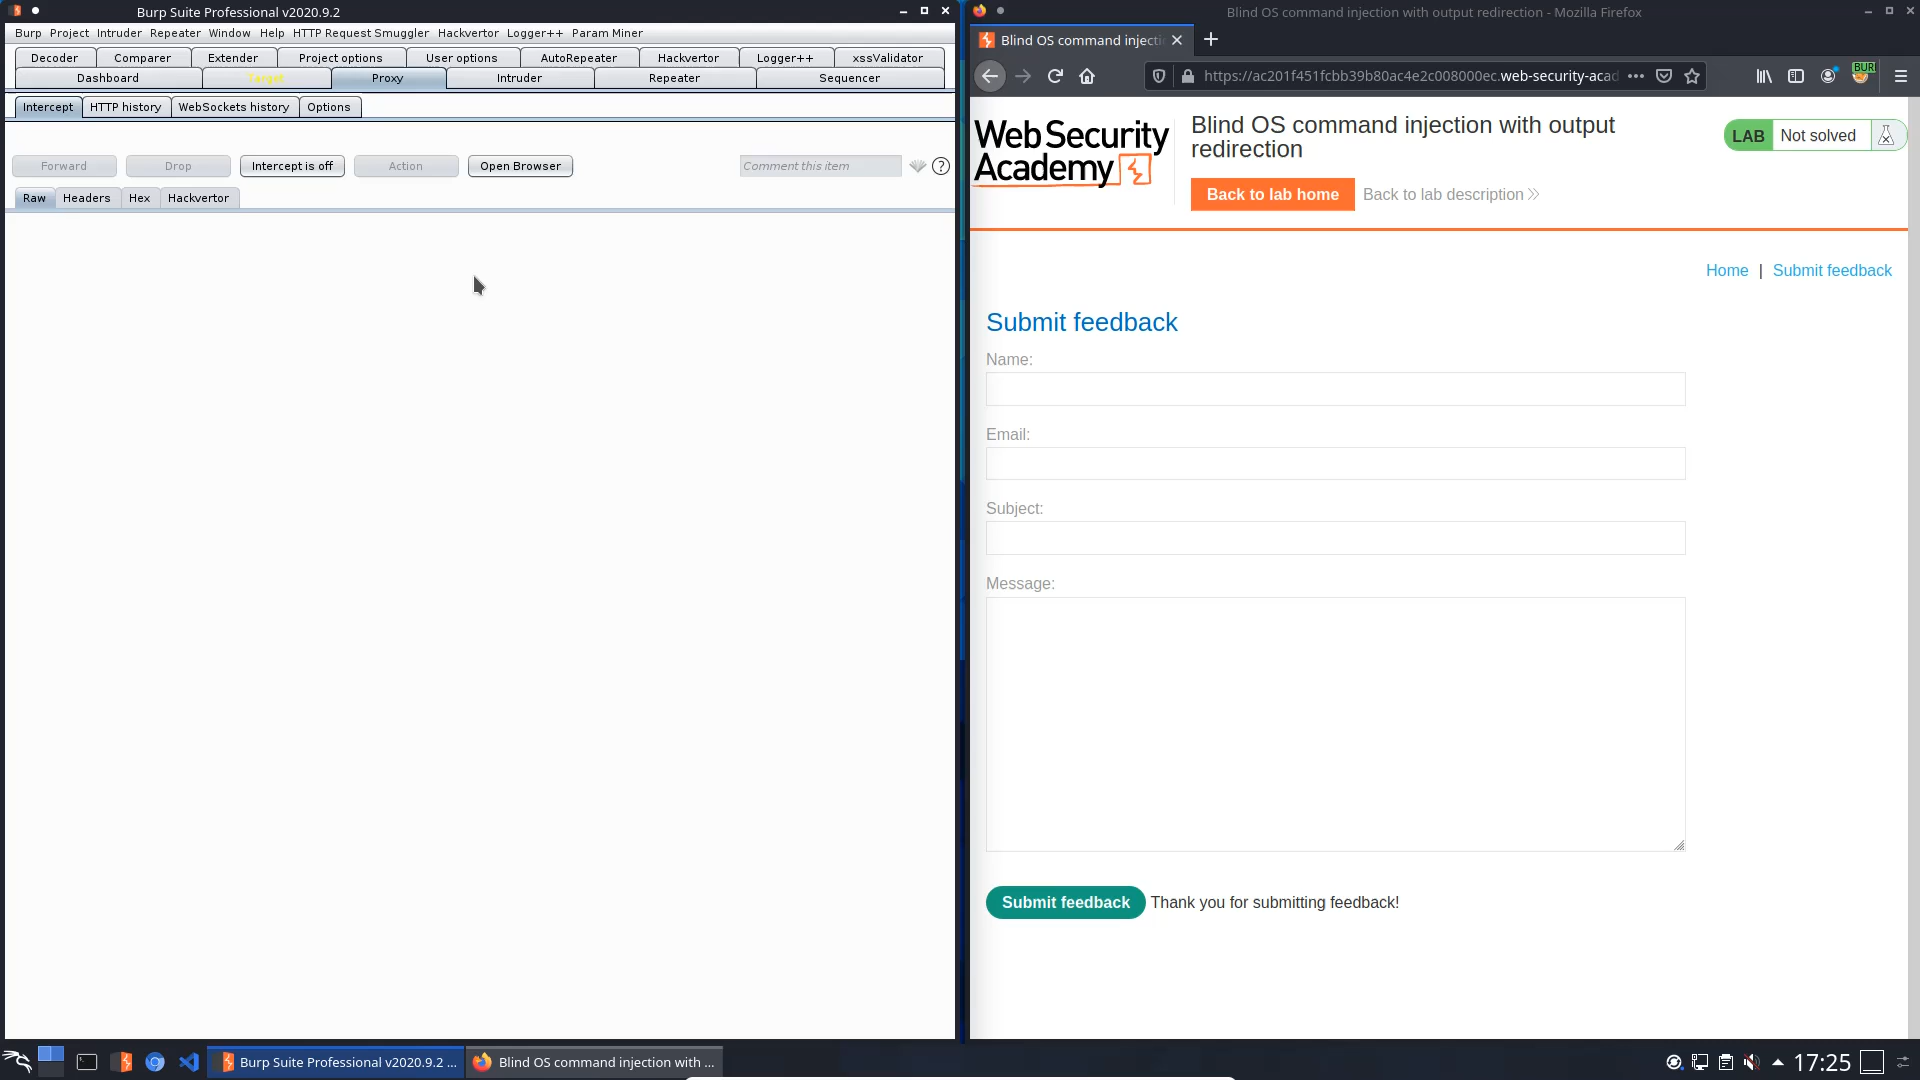 Burp Suite Professional v2020.9.2
Burp Project Intruder Repeater Window Help HTTP Request Smuggler Hackvertor Logger++ Param Miner
Decoder Comparer Extender Project options User options AutoRepeater Hackvertor Logger++ xssValidator
Dashboard Target Proxy Intruder Repeater Sequencer
Intercept HTTP history WebSockets history Options
Forward Drop Intercept is off Action Open Browser Comment this item ?
Raw Headers Hex Hackvertor
Blind OS command injection with output redirection - Mozilla Firefox
Blind OS command injecti
https://ac201f451fcbb39b80ac4e2c008000ec.web-security-acad
BUR
Web Security
Academy
Blind OS command injection with output
redirection
LAB Not solved
Back to lab home Back to lab description
Home | Submit feedback
Submit feedback
Name:
Email:
Subject:
Message:
Submit feedback Thank you for submitting feedback!
Burp Suite Professional v2020.9.2 ... Blind OS command injection with ... 17:25